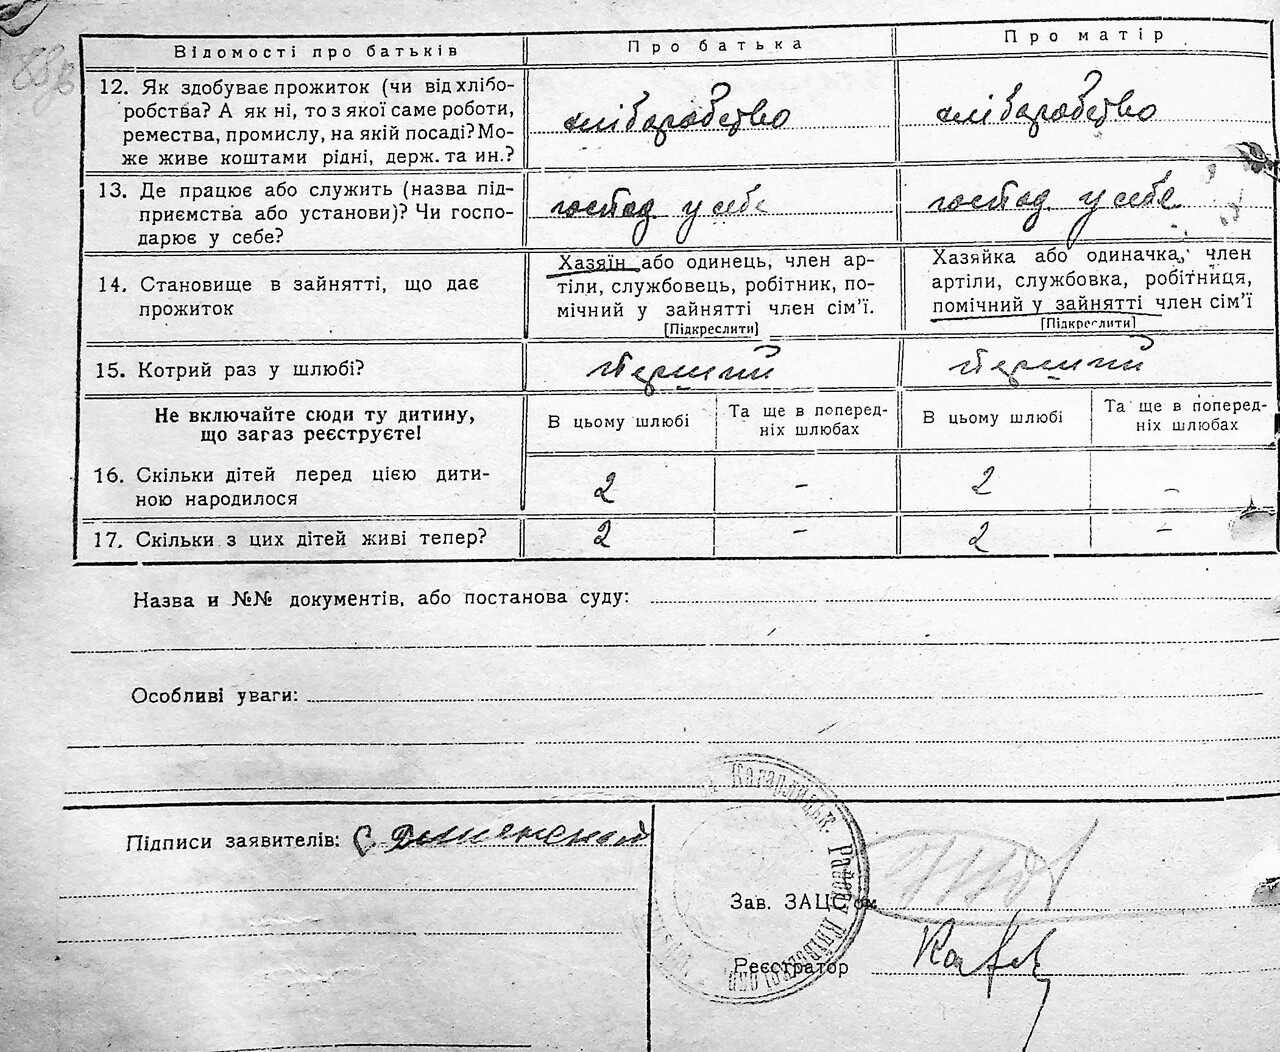 Відомості про батьків
Про батька
Про матір
12. Як здобуває прожиток (чи від хлібо-
робства? А як ні, то з якої саме роботи,
ремества, промислу, на якій посаді? Мо-
же живе коштами рідні, держ. та ин.?
хліборобство
хліборобство
13. Де працює або служить (назва під-
приємства або установи)? Чи госпо-
дарює у себе?
господ у себе
господ у себе
14. Становище в зайнятті, що дає
прожиток
Хазяїн або одинець, член ар-
тіли, службовець, робітник, по-
мічний у зайнятті член сім'ї.
[Підкреслити]
Хазяйка або одиначка, член
артіли, службовка, робітниця,
помічний у зайнятті член сім'ї
[Підкреслити]
15. Котрий раз у шлюбі?
перший
перший
Не включайте сюди ту дитину,
що загаз реєструєте!
В цьому шлюбі
Та ще в поперед-
ніх шлюбах
В цьому шлюбі
Та ще в поперед-
ніх шлюбах
16. Скільки дітей перед цією дити-
ною народилося
2 - 2 -
17. Скільки з цих дітей живі тепер?
2 - 2 -
Назва и №№ документів, або постанова суду:
Особливі уваги:
Підписи заявителів:
Кагарлицьк. Району Київської окр.
Зав. ЗАЦС'ом
Реєстратор